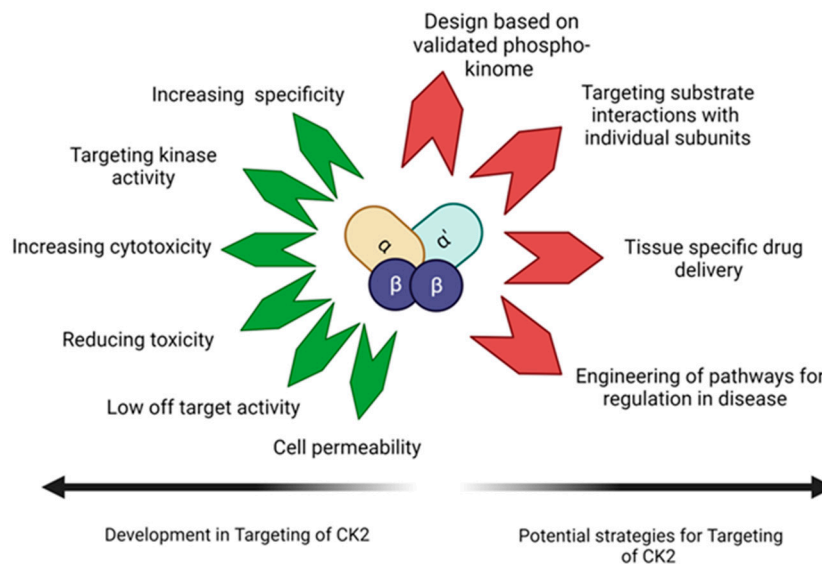 Design based on
validated phospho-
kinome
Increasing specificity
Targeting substrate
interactions with
individual subunits
Targeting kinase
activity
Increasing cytotoxicity
Tissue specific drug
delivery
α
α'
β
β
Reducing toxicity
Low off target activity
Engineering of pathways for
regulation in disease
Cell permeability
Development in Targeting of CK2
Potential strategies for Targeting
of CK2